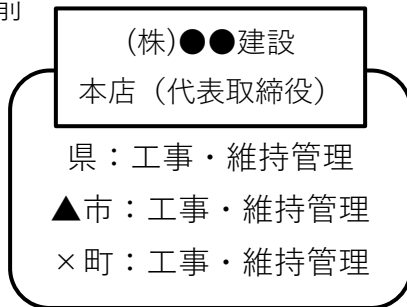 別
(株)●●建設
本店（代表取締役）
県：工事・維持管理
▲市：工事・維持管理
×町：工事・維持管理